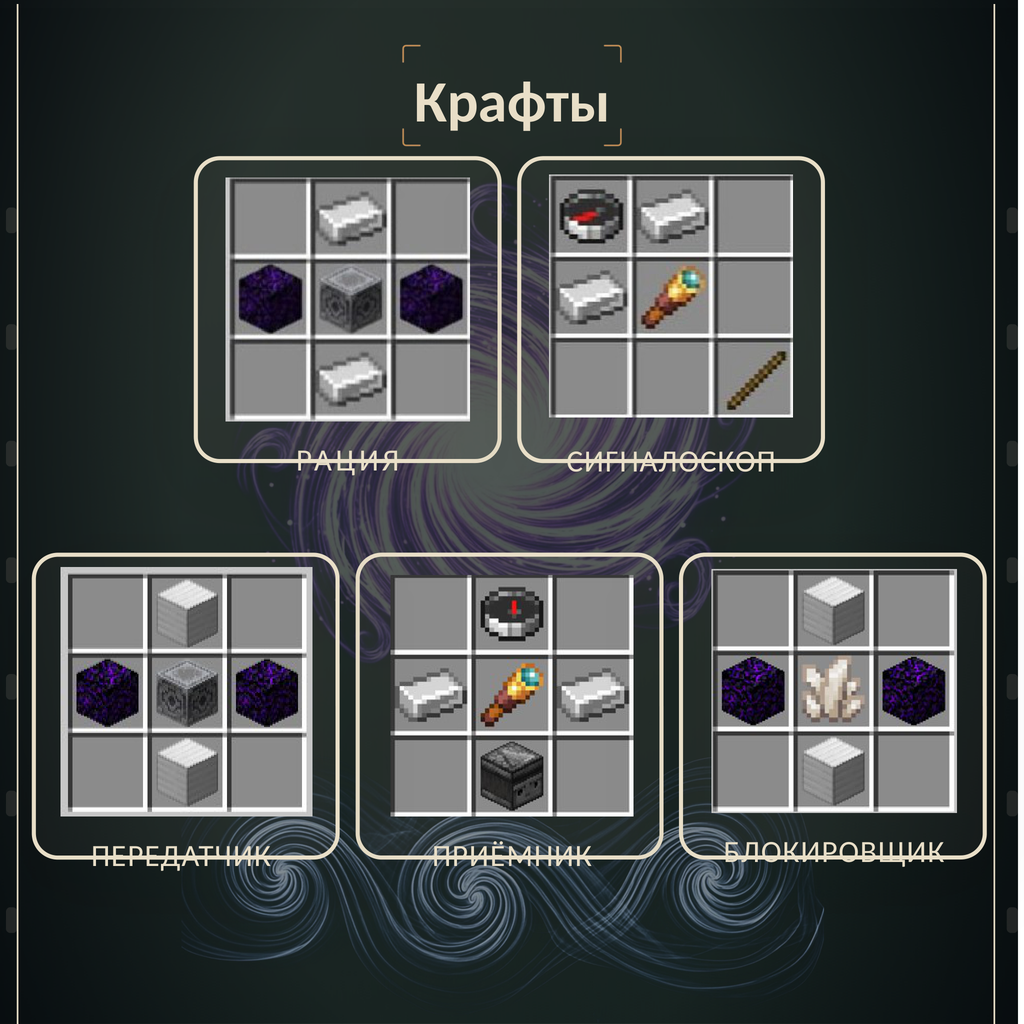 Крафты
РАЦИЯ
СИГНАЛОСКОП
ПЕРЕДАТЧИК
ПРИЁМНИК
БЛОКИРОВЩИК